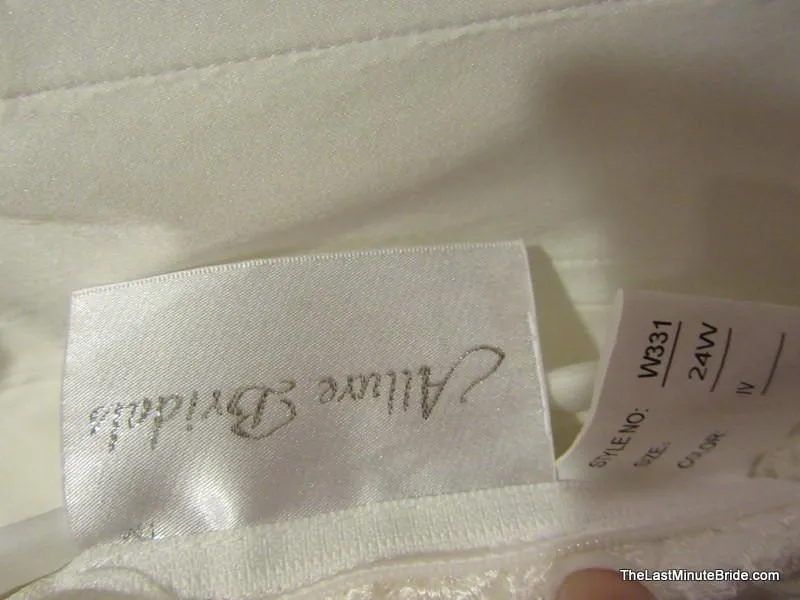 Allure Bridals
STYLE NO: W331
SIZE: 24W
COLOR: IV
TheLastMinuteBride.com